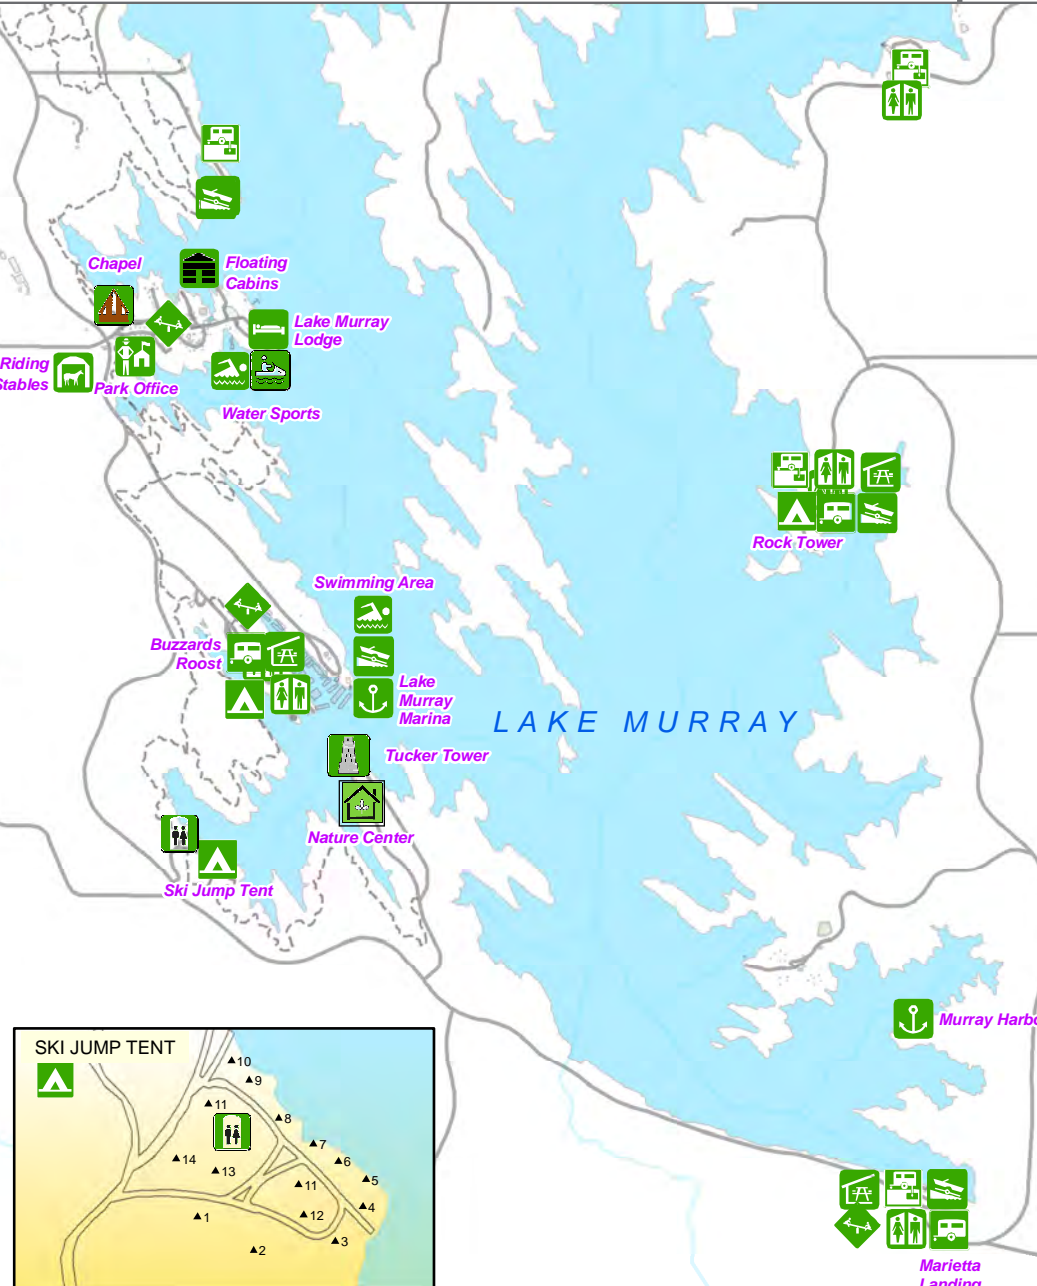 Chapel
Floating
Cabins
Lake Murray
Lodge
Riding
Stables
Park Office
Water Sports
Rock Tower
Swimming Area
Buzzards
Roost
Lake
Murray
Marina
LAKE MURRAY
Tucker Tower
Nature Center
Ski Jump Tent
Murray Harbo
SKI JUMP TENT
10
9
11
8
7
14
6
13
5
11
4
1
12
3
2
Marietta
Landing